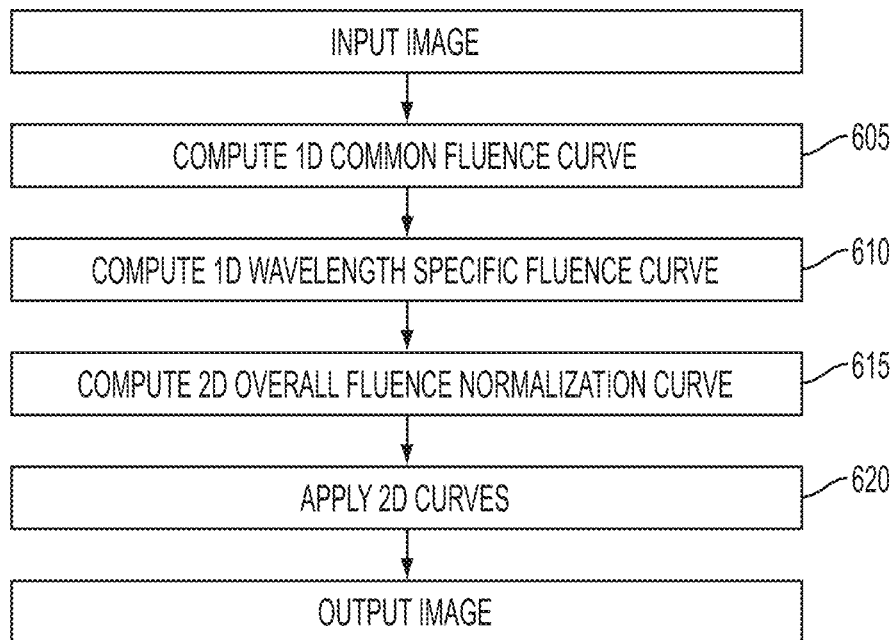 INPUT IMAGE
COMPUTE 1D COMMON FLUENCE CURVE
605
COMPUTE 1D WAVELENGTH SPECIFIC FLUENCE CURVE
610
COMPUTE 2D OVERALL FLUENCE NORMALIZATION CURVE
615
APPLY 2D CURVES
620
OUTPUT IMAGE